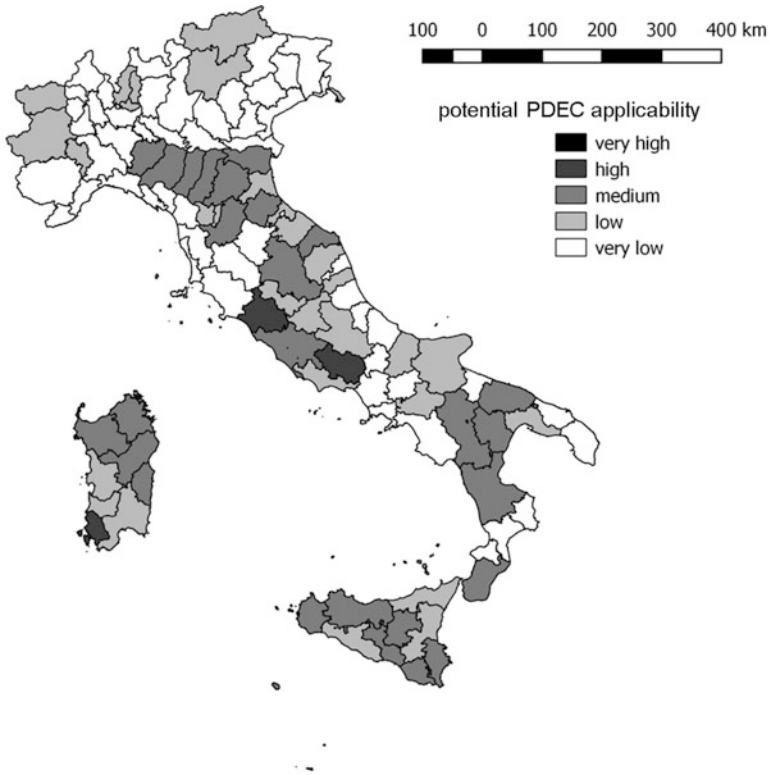 100 0 100 200 300 400 km
potential PDEC applicability
very high
high
medium
low
very low